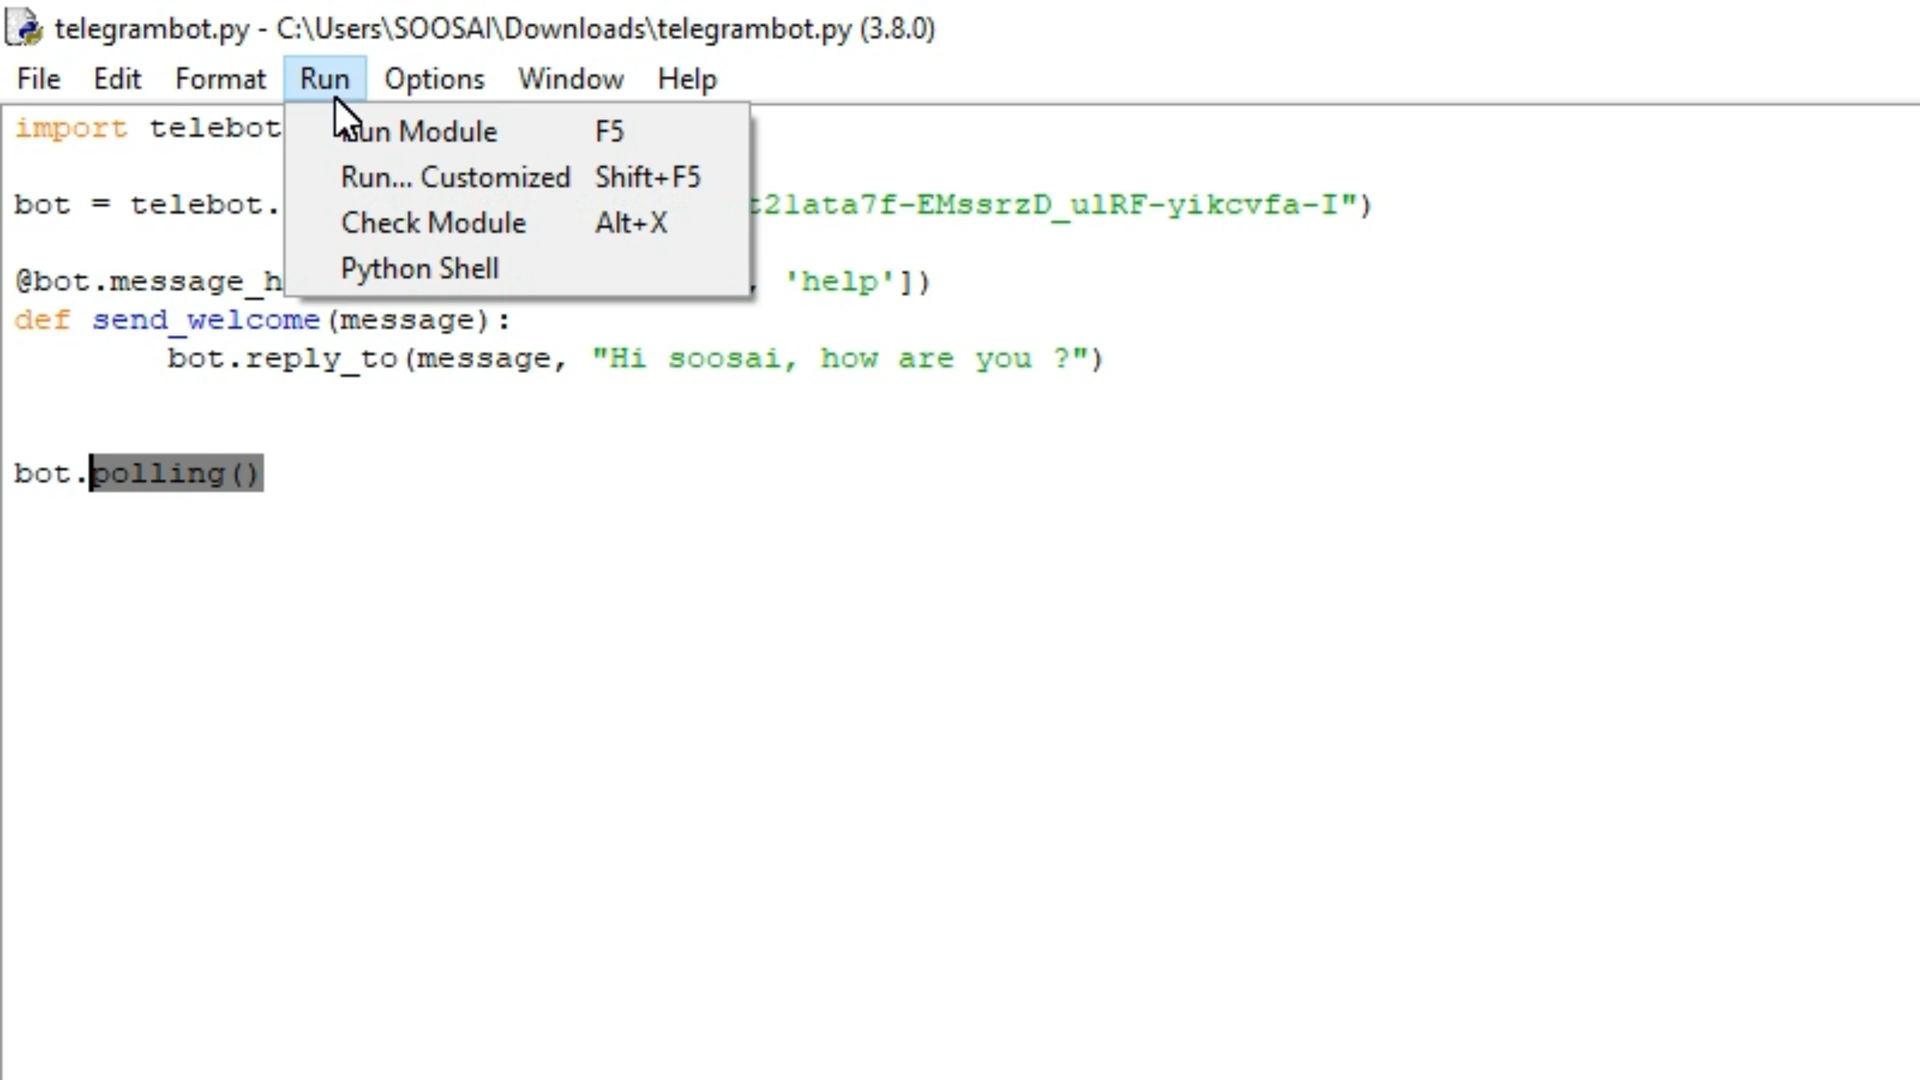 telegrambot.py - C:\Users\SOOSAI\Downloads\telegrambot.py (3.8.0)
File Edit Format Run Options Window Help
import telebot
Run Module F5
Run... Customized Shift+F5
bot = telebot. t2lata7f-EMssrzD_ulRF-yikcvfa-I")
Check Module Alt+X
Python Shell
@bot.message_h , 'help'])
def send_welcome(message):
bot.reply_to(message, "Hi soosai, how are you ?")
bot.polling()